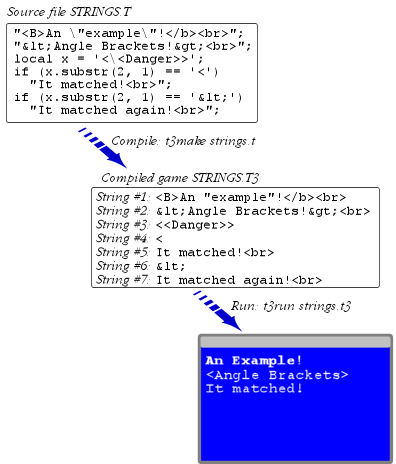 Source file STRINGS.T
"<B>An \"example\"!</b><br>";
"&lt;Angle Brackets!&gt;<br>";
local x = '<\<Danger>>';
if (x.substr(2, 1) == '<')
"It matched!<br>";
if (x.substr(2, 1) == '&lt;')
"It matched again!<br>";
Compile: t3make strings.t
Compiled game STRINGS.T3
String #1: <B>An "example"!</b><br>
String #2: &lt;Angle Brackets!&gt;<br>
String #3: <<Danger>>
String #4: <
String #5: It matched!<br>
String #6: &lt;
String #7: It matched again!<br>
Run: t3run strings.t3
An Example!
<Angle Brackets>
It matched!